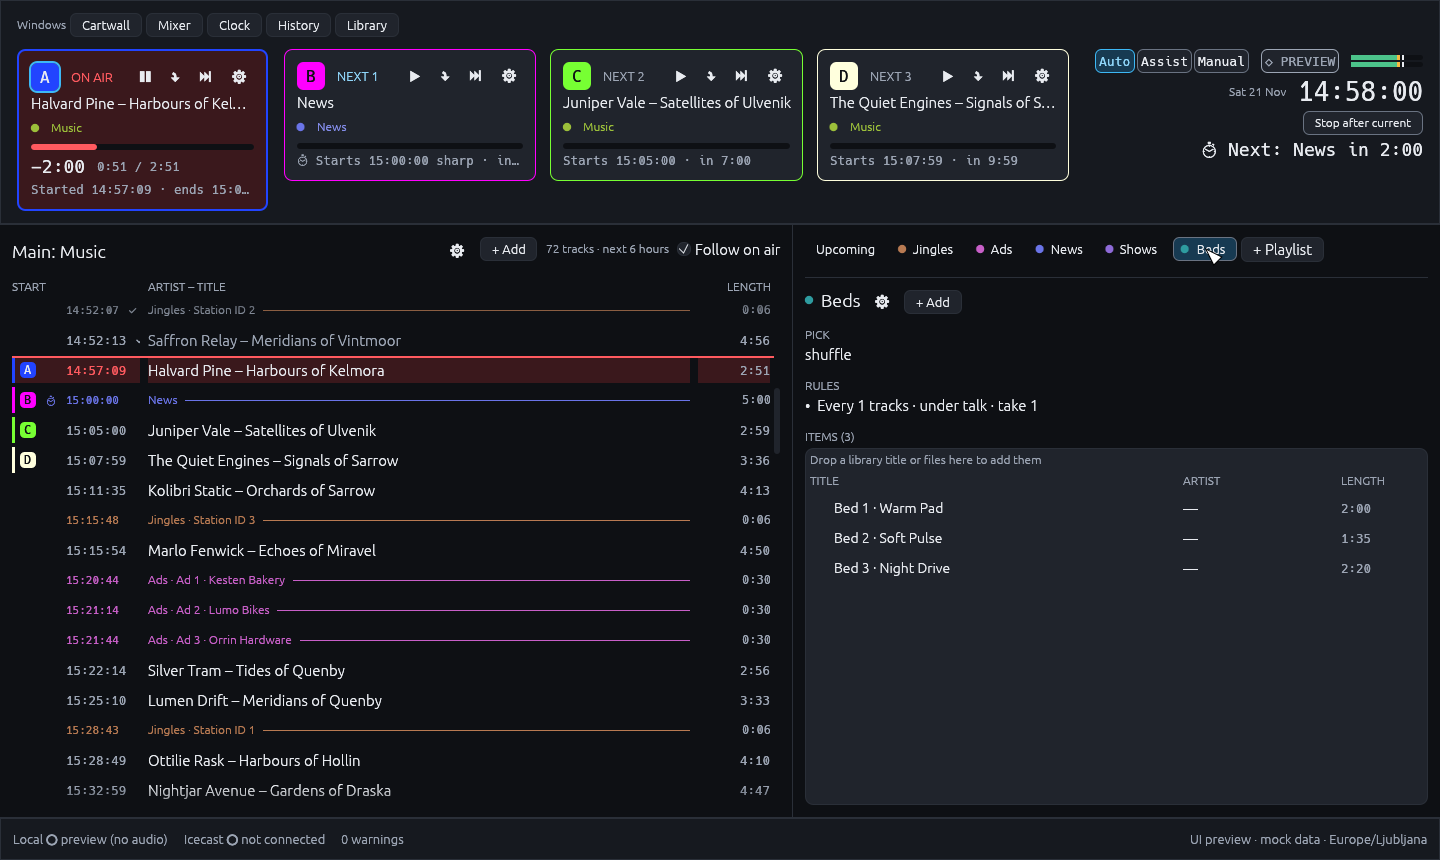 Windows Cartwall Mixer Clock History Library
A ON AIR
Halvard Pine – Harbours of Kel…
Music
−2:00 0:51 / 2:51
Started 14:57:09 · ends 15:0…
B NEXT 1
News
News
Starts 15:00:00 sharp · in…
C NEXT 2
Juniper Vale – Satellites of Ulvenik
Music
Starts 15:05:00 · in 7:00
D NEXT 3
The Quiet Engines – Signals of S…
Music
Starts 15:07:59 · in 9:59
Auto Assist Manual ◇ PREVIEW
Sat 21 Nov 14:58:00
Stop after current
Next: News in 2:00
Main: Music + Add 72 tracks · next 6 hours Follow on air
START ARTIST – TITLE LENGTH
14:52:07 ✓ Jingles · Station ID 2 0:06
14:52:13 Saffron Relay – Meridians of Vintmoor 4:56
A 14:57:09 Halvard Pine – Harbours of Kelmora 2:51
B 15:00:00 News 5:00
C 15:05:00 Juniper Vale – Satellites of Ulvenik 2:59
D 15:07:59 The Quiet Engines – Signals of Sarrow 3:36
15:11:35 Kolibri Static – Orchards of Sarrow 4:13
15:15:48 Jingles · Station ID 3 0:06
15:15:54 Marlo Fenwick – Echoes of Miravel 4:50
15:20:44 Ads · Ad 1 · Kesten Bakery 0:30
15:21:14 Ads · Ad 2 · Lumo Bikes 0:30
15:21:44 Ads · Ad 3 · Orrin Hardware 0:30
15:22:14 Silver Tram – Tides of Quenby 2:56
15:25:10 Lumen Drift – Meridians of Quenby 3:33
15:28:43 Jingles · Station ID 1 0:06
15:28:49 Ottilie Rask – Harbours of Hollin 4:10
15:32:59 Nightjar Avenue – Gardens of Draska 4:47
Upcoming Jingles Ads News Shows Beds + Playlist
Beds + Add
PICK
shuffle
RULES
• Every 1 tracks · under talk · take 1
ITEMS (3)
Drop a library title or files here to add them
TITLE ARTIST LENGTH
Bed 1 · Warm Pad — 2:00
Bed 2 · Soft Pulse — 1:35
Bed 3 · Night Drive — 2:20
Local preview (no audio) Icecast not connected 0 warnings
UI preview · mock data · Europe/Ljubljana